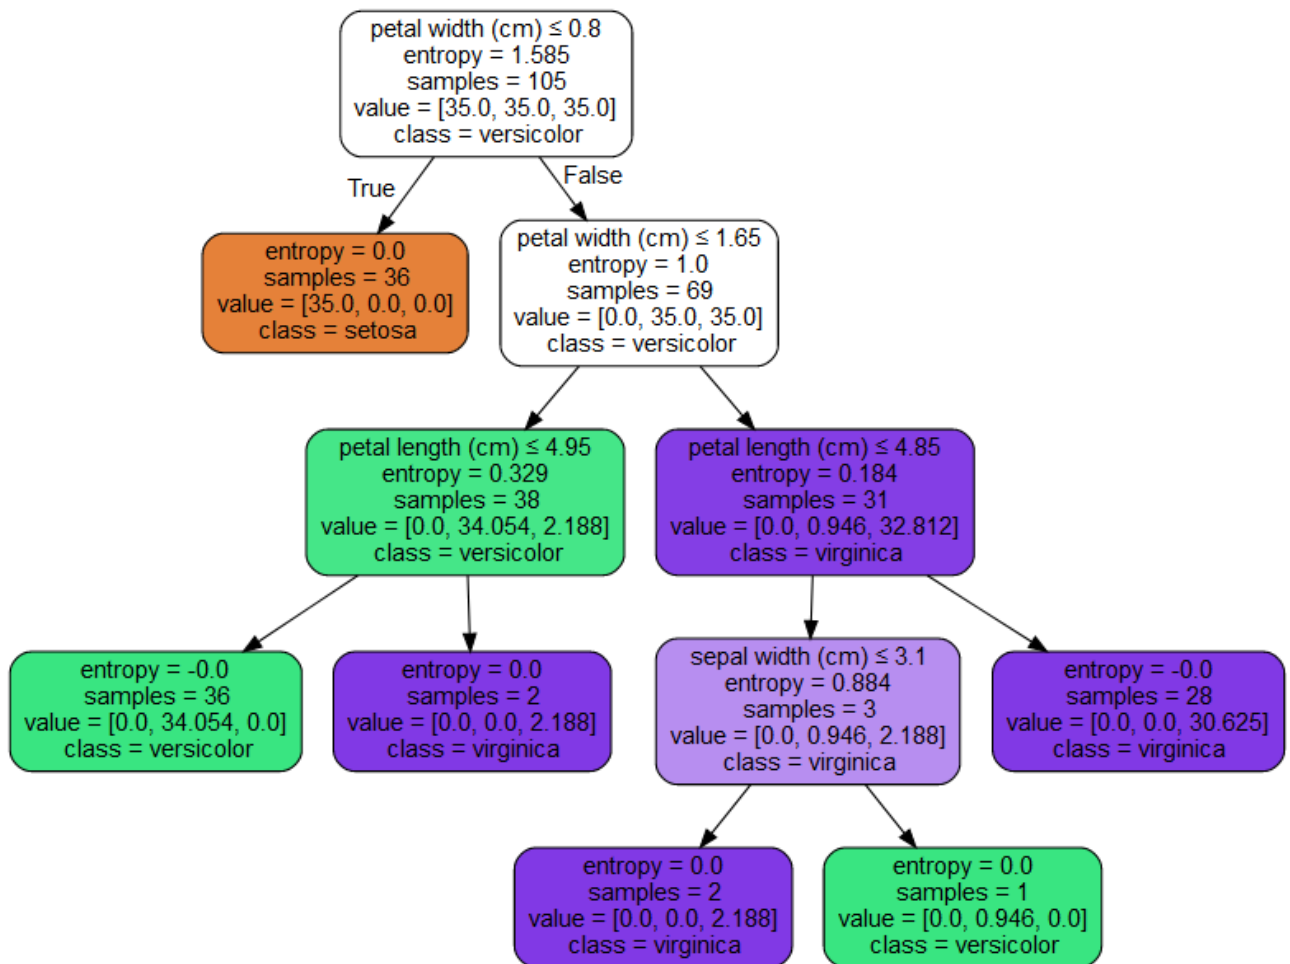 petal width (cm) ≤ 0.8
entropy = 1.585
samples = 105
value = [35.0, 35.0, 35.0]
class = versicolor
True
False
entropy = 0.0
samples = 36
value = [35.0, 0.0, 0.0]
class = setosa
petal width (cm) ≤ 1.65
entropy = 1.0
samples = 69
value = [0.0, 35.0, 35.0]
class = versicolor
petal length (cm) ≤ 4.95
entropy = 0.329
samples = 38
value = [0.0, 34.054, 2.188]
class = versicolor
petal length (cm) ≤ 4.85
entropy = 0.184
samples = 31
value = [0.0, 0.946, 32.812]
class = virginica
entropy = -0.0
samples = 36
value = [0.0, 34.054, 0.0]
class = versicolor
entropy = 0.0
samples = 2
value = [0.0, 0.0, 2.188]
class = virginica
sepal width (cm) ≤ 3.1
entropy = 0.884
samples = 3
value = [0.0, 0.946, 2.188]
class = virginica
entropy = -0.0
samples = 28
value = [0.0, 0.0, 30.625]
class = virginica
entropy = 0.0
samples = 2
value = [0.0, 0.0, 2.188]
class = virginica
entropy = 0.0
samples = 1
value = [0.0, 0.946, 0.0]
class = versicolor